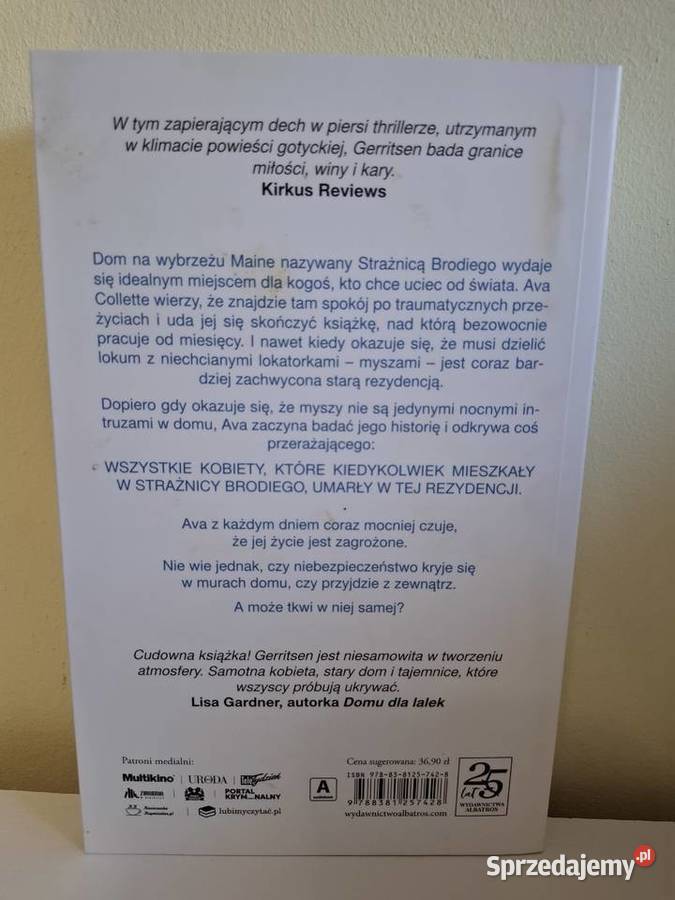 W tym zapierającym dech w piersi thrillerze, utrzymanym
w klimacie powieści gotyckiej, Gerritsen bada granice
miłości, winy i kary.
Kirkus Reviews
Dom na wybrzeżu Maine nazywany Strażnicą Brodiego wydaje
się idealnym miejscem dla kogoś, kto chce uciec od świata. Ava
Collette wierzy, że znajdzie tam spokój po traumatycznych prze-
życiach i uda jej się skończyć książkę, nad którą bezowocnie
pracuje od miesięcy. I nawet kiedy okazuje się, że musi dzielić
lokum z niechcianymi lokatorkami – myszami – jest coraz bar-
dziej zachwycona starą rezydencją.
Dopiero gdy okazuje się, że myszy nie są jedynymi nocnymi in-
truzami w domu, Ava zaczyna badać jego historię i odkrywa coś
przerażającego:
WSZYSTKIE KOBIETY, KTÓRE KIEDYKOLWIEK MIESZKAŁY
W STRAŻNICY BRODIEGO, UMARŁY W TEJ REZYDENCJI.
Ava z każdym dniem coraz mocniej czuje,
że jej życie jest zagrożone.
Nie wie jednak, czy niebezpieczeństwo kryje się
w murach domu, czy przyjdzie z zewnątrz.
A może tkwi w niej samej?
Cudowna książka! Gerritsen jest niesamowita w tworzeniu
atmosfery. Samotna kobieta, stary dom i tajemnice, które
wszyscy próbują ukrywać.
Lisa Gardner, autorka Domu dla lalek
Patroni medialni:
Multikino URODA Tele Tydzień
PORTAL
KRYMINALNY
lubimyczytać.pl
Cena sugerowana: 36,90 zł
ISBN 978-83-8125-742-8
9 788381 257428
wydawnictwoalbatros.com
A
25
lat
WYDAWNICTWA
ALBATROS
Sprzedajemy.pl